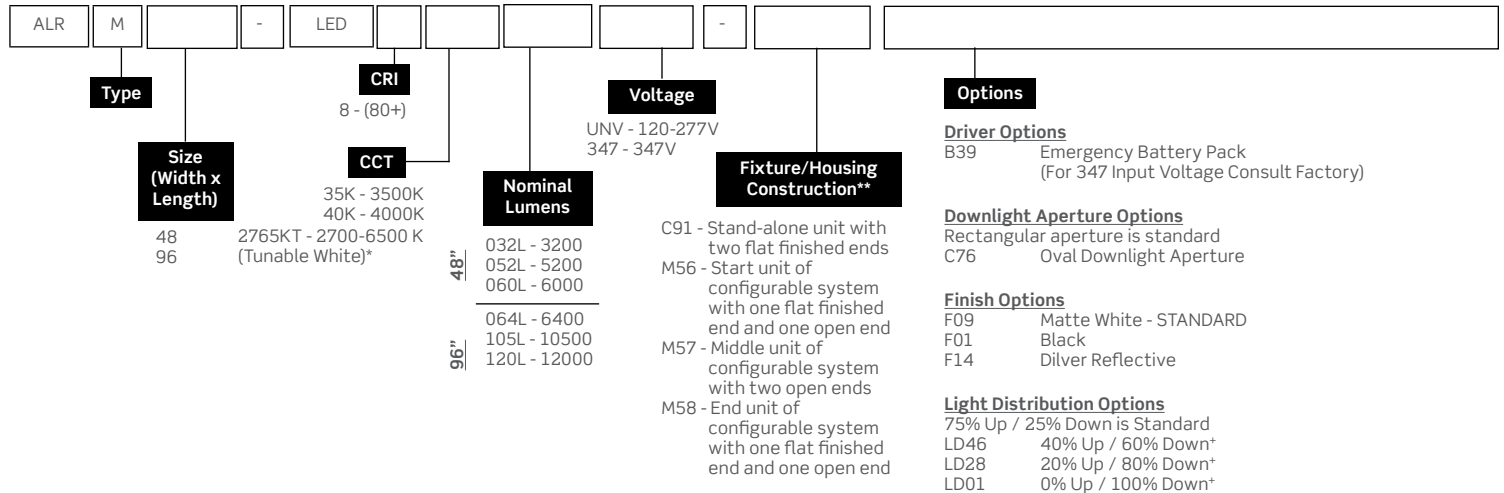 ALR M - LED -
Type
Size
(Width x
Length)
48
96
CRI
8 - (80+)
CCT
35K - 3500K
40K - 4000K
2765KT - 2700-6500 K
(Tunable White)*
Nominal
Lumens
48”
032L - 3200
052L - 5200
060L - 6000
96”
064L - 6400
105L - 10500
120L - 12000
Voltage
UNV - 120-277V
347 - 347V
Fixture/Housing
Construction**
C91 - Stand-alone unit with
two flat finished ends
M56 - Start unit of
configurable system
with one flat finished
end and one open end
M57 - Middle unit of
configurable system
with two open ends
M58 - End unit of
configurable system
with one flat finished
end and one open end
Options
Driver Options
B39 Emergency Battery Pack
(For 347 Input Voltage Consult Factory)
Downlight Aperture Options
Rectangular aperture is standard
C76 Oval Downlight Aperture
Finish Options
F09 Matte White - STANDARD
F01 Black
F14 Dilver Reflective
Light Distribution Options
75% Up / 25% Down is Standard
LD46 40% Up / 60% Down+
LD28 20% Up / 80% Down+
LD01 0% Up / 100% Down+